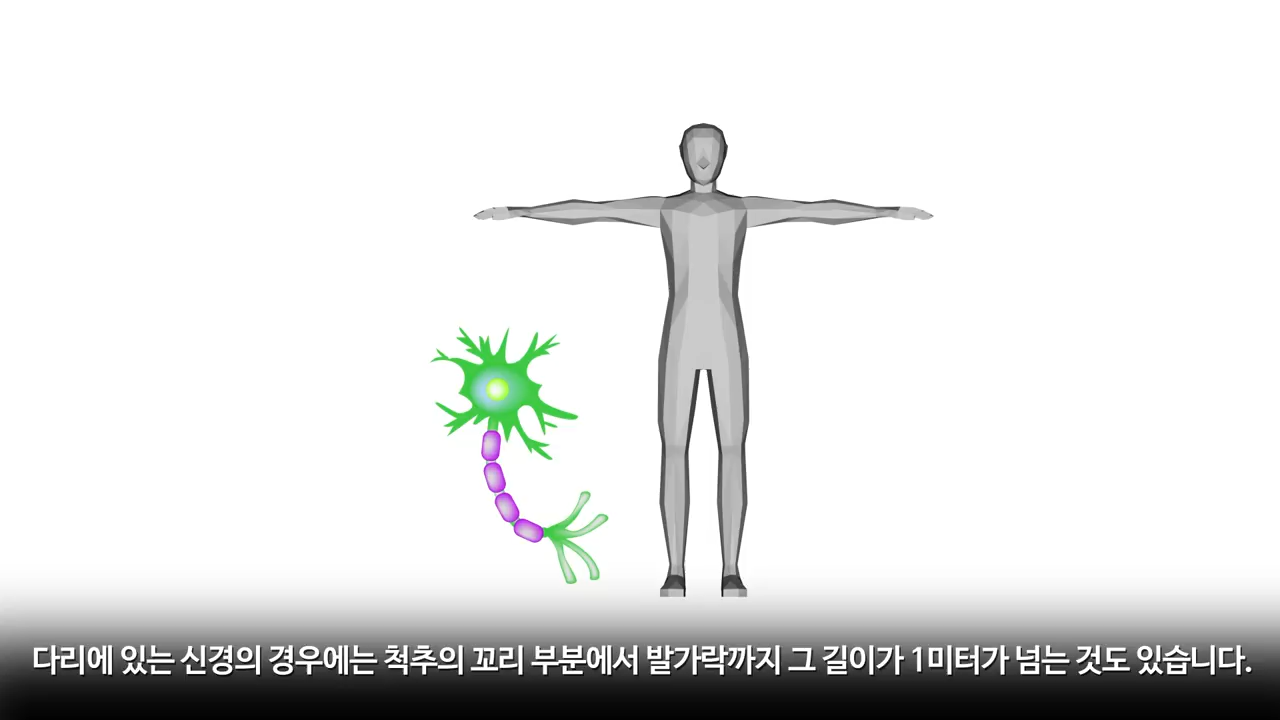 다리에 있는 신경의 경우에는 척추의 꼬리 부분에서 발가락까지 그 길이가 1미터가 넘는 것도 있습니다.